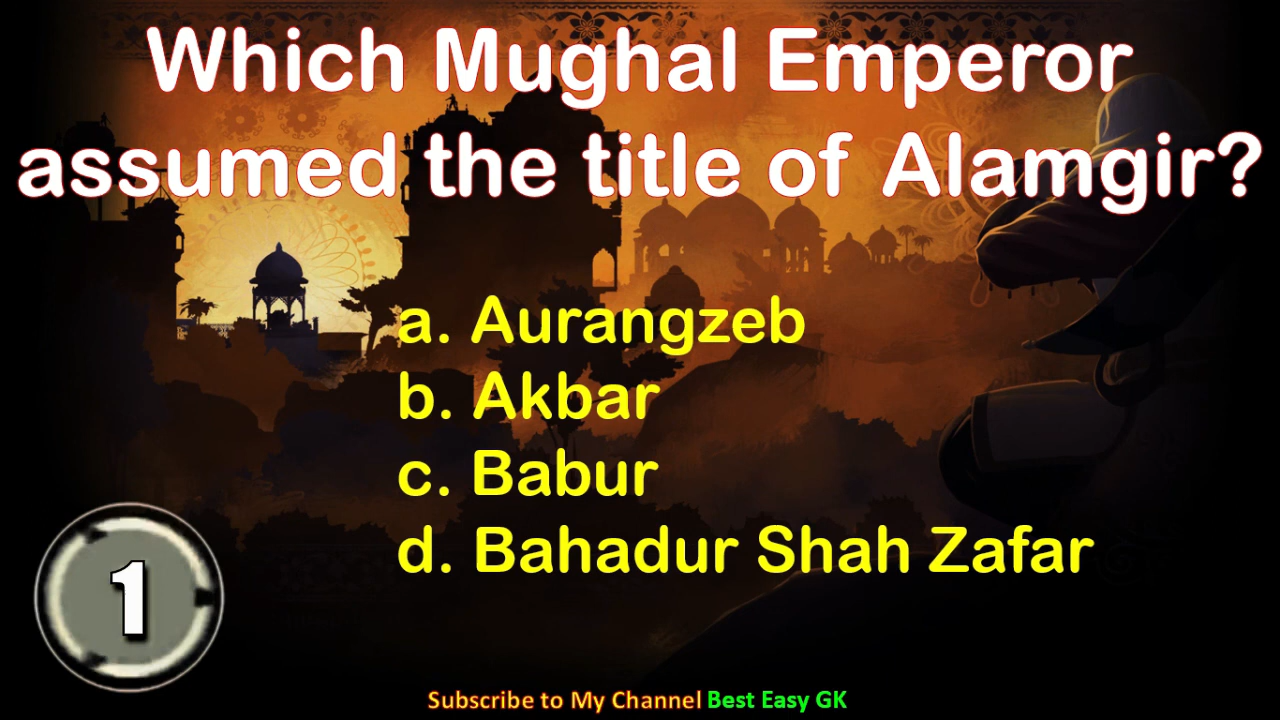 Which Mughal Emperor
assumed the title of Alamgir?
a. Aurangzeb
b. Akbar
c. Babur
d. Bahadur Shah Zafar
1
Subscribe to My Channel Best Easy GK